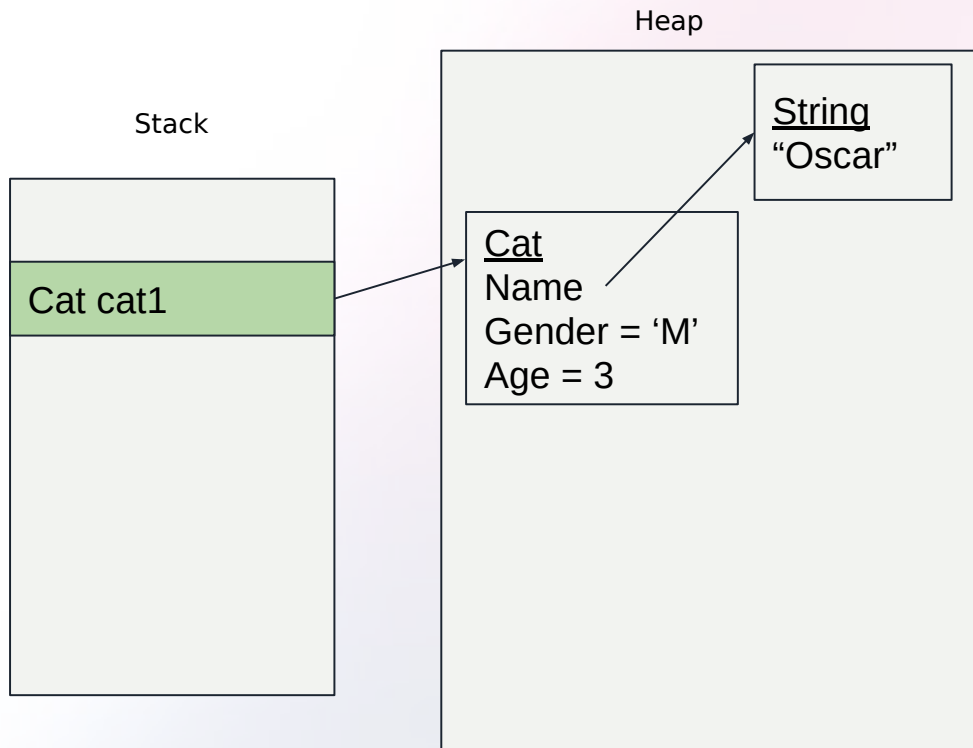 Heap
Stack
String
“Oscar”
Cat
Name
Gender = ‘M’
Age = 3
Cat cat1